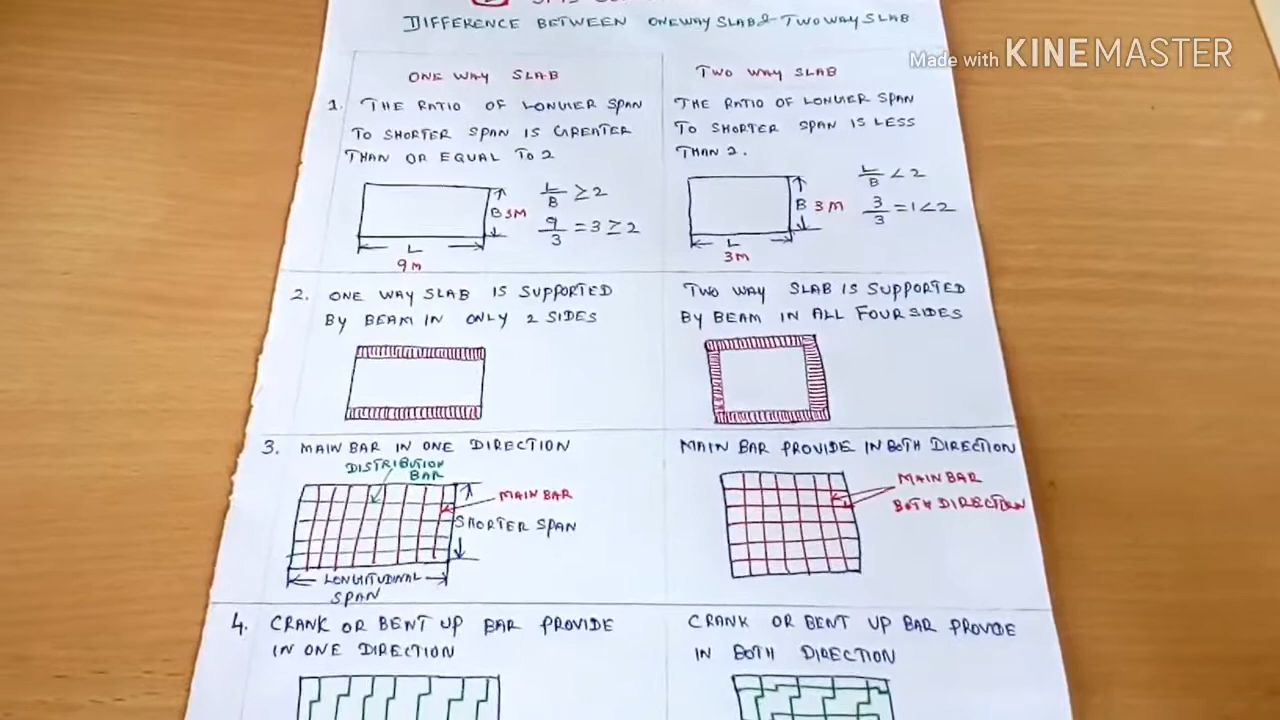 DIFFERENCE BETWEEN ONEWAY SLAB & TWO WAY SLAB
Made with KINEMASTER
ONE WAY SLAB
1. THE RATIO OF LONGER SPAN
TO SHORTER SPAN IS GREATER
THAN OR EQUAL TO 2
L/B ≥ 2
B 3M
9/3 = 3 ≥ 2
L
9M
TWO WAY SLAB
THE RATIO OF LONGER SPAN
TO SHORTER SPAN IS LESS
THAN 2.
L/B < 2
B 3M
3/3 = 1 < 2
L
3M
2. ONE WAY SLAB IS SUPPORTED
BY BEAM IN ONLY 2 SIDES
TWO WAY SLAB IS SUPPORTED
BY BEAM IN ALL FOUR SIDES
3. MAIN BAR IN ONE DIRECTION
DISTRIBUTION
BAR
MAIN BAR
SHORTER SPAN
LONGITUDINAL
SPAN
MAIN BAR PROVIDE IN BOTH DIRECTION
MAIN BAR
BOTH DIRECTION
4. CRANK OR BENT UP BAR PROVIDE
IN ONE DIRECTION
CRANK OR BENT UP BAR PROVIDE
IN BOTH DIRECTION